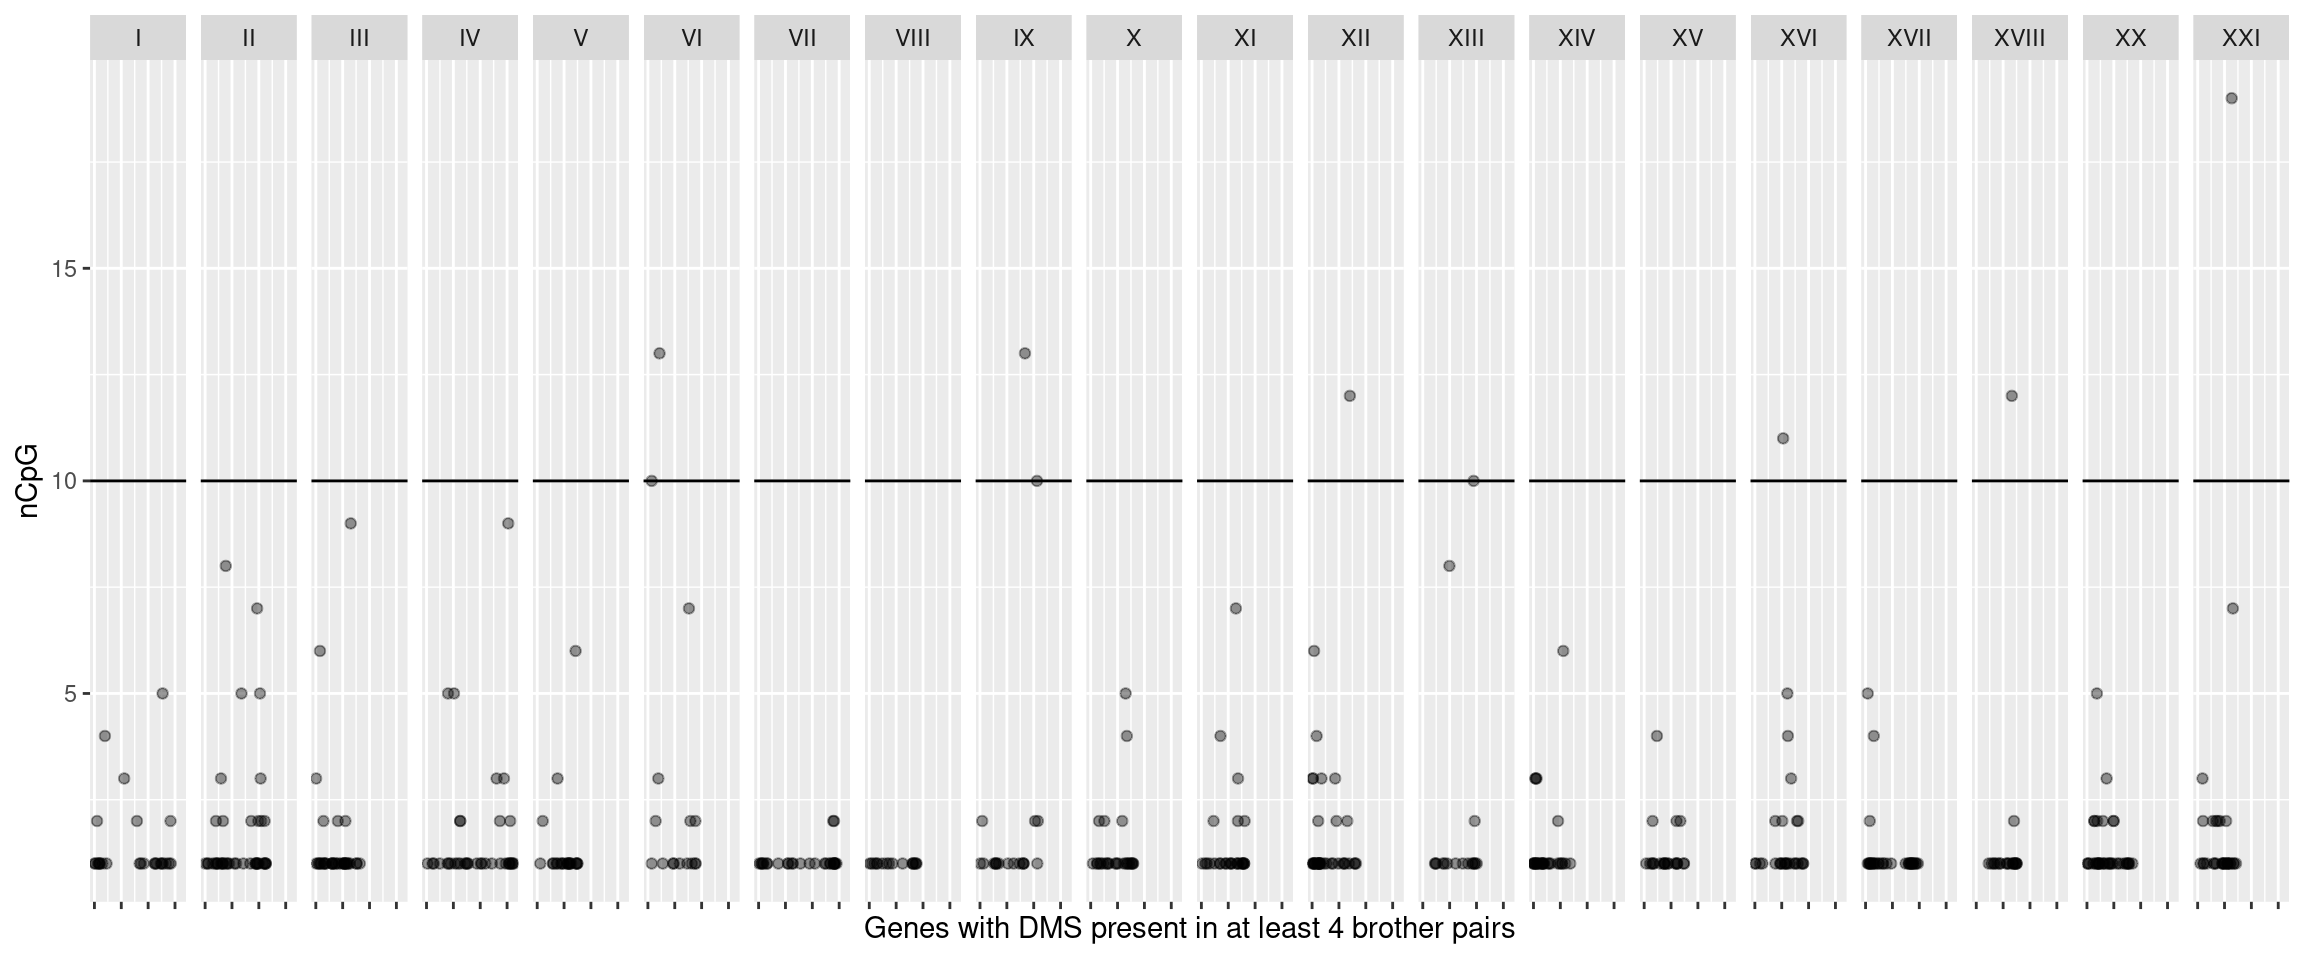 I II III IV V VI VII VIII IX X XI XII XIII XIV XV XVI XVII XVIII XX XXI
15
10
5
nCpG
Genes with DMS present in at least 4 brother pairs